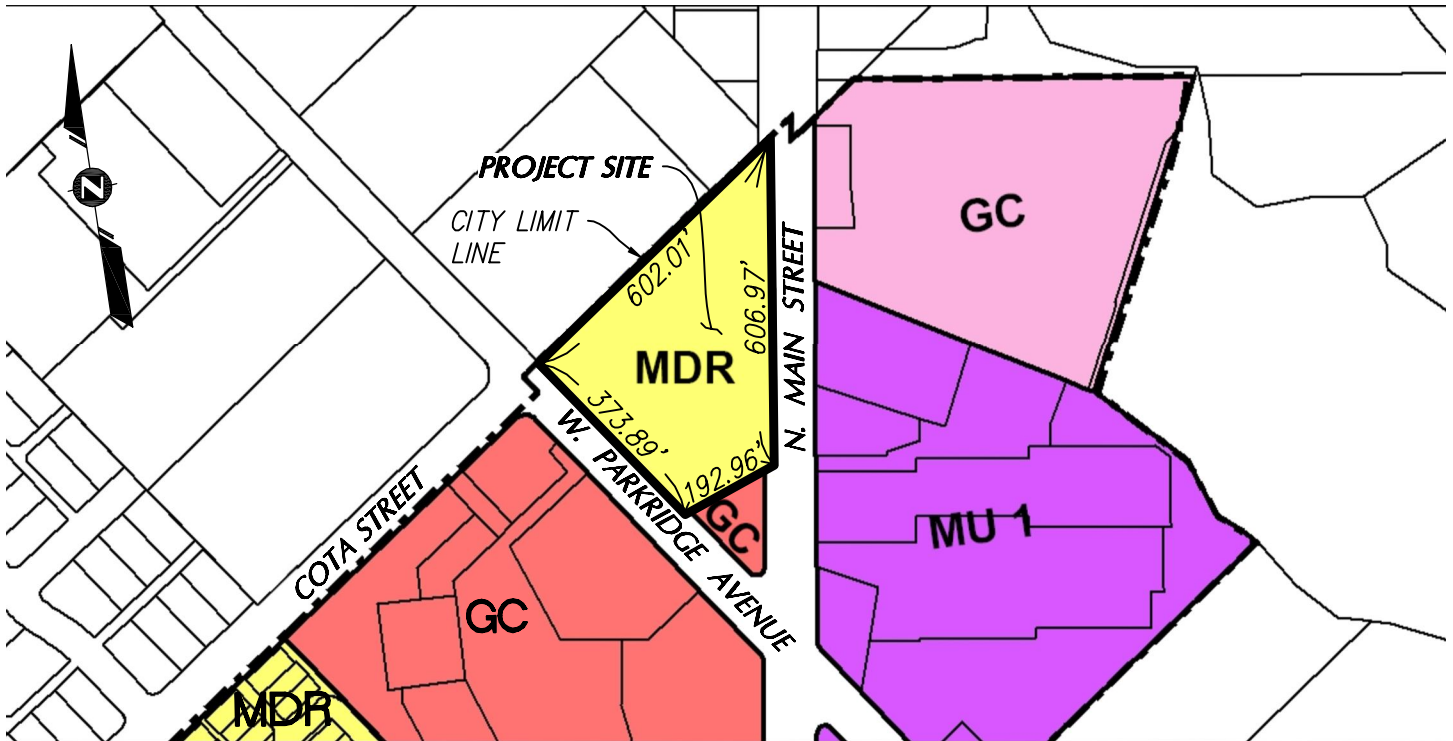 PROJECT SITE
CITY LIMIT
LINE
N
GC
602.01'
606.97'
N. MAIN STREET
MDR
373.89'
192.96'
W. PARKRIDGE AVENUE
GC
COTA STREET
GC
MU 1
MDR